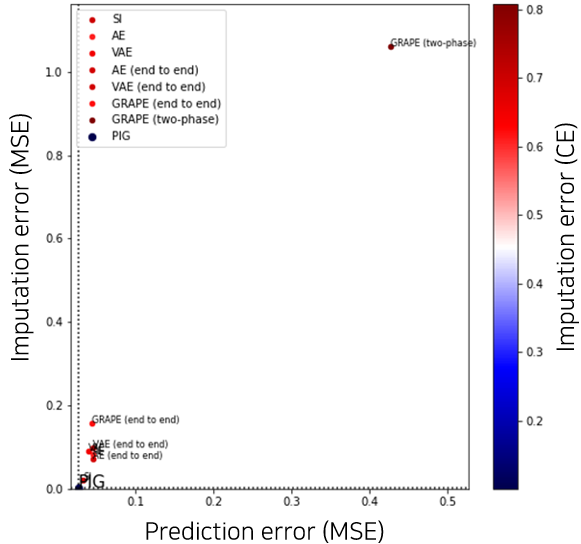 SI
AE
VAE
AE (end to end)
VAE (end to end)
GRAPE (end to end)
GRAPE (two-phase)
PIG
GRAPE (two-phase)
GRAPE (end to end)
VAE (end to end)
AE (end to end)
PIG
1.0
0.8
0.6
0.4
0.2
0.0
0.1
0.2
0.3
0.4
0.5
Prediction error (MSE)
Imputation error (MSE)
0.8
0.7
0.6
0.5
0.4
0.3
0.2
Imputation error (CE)